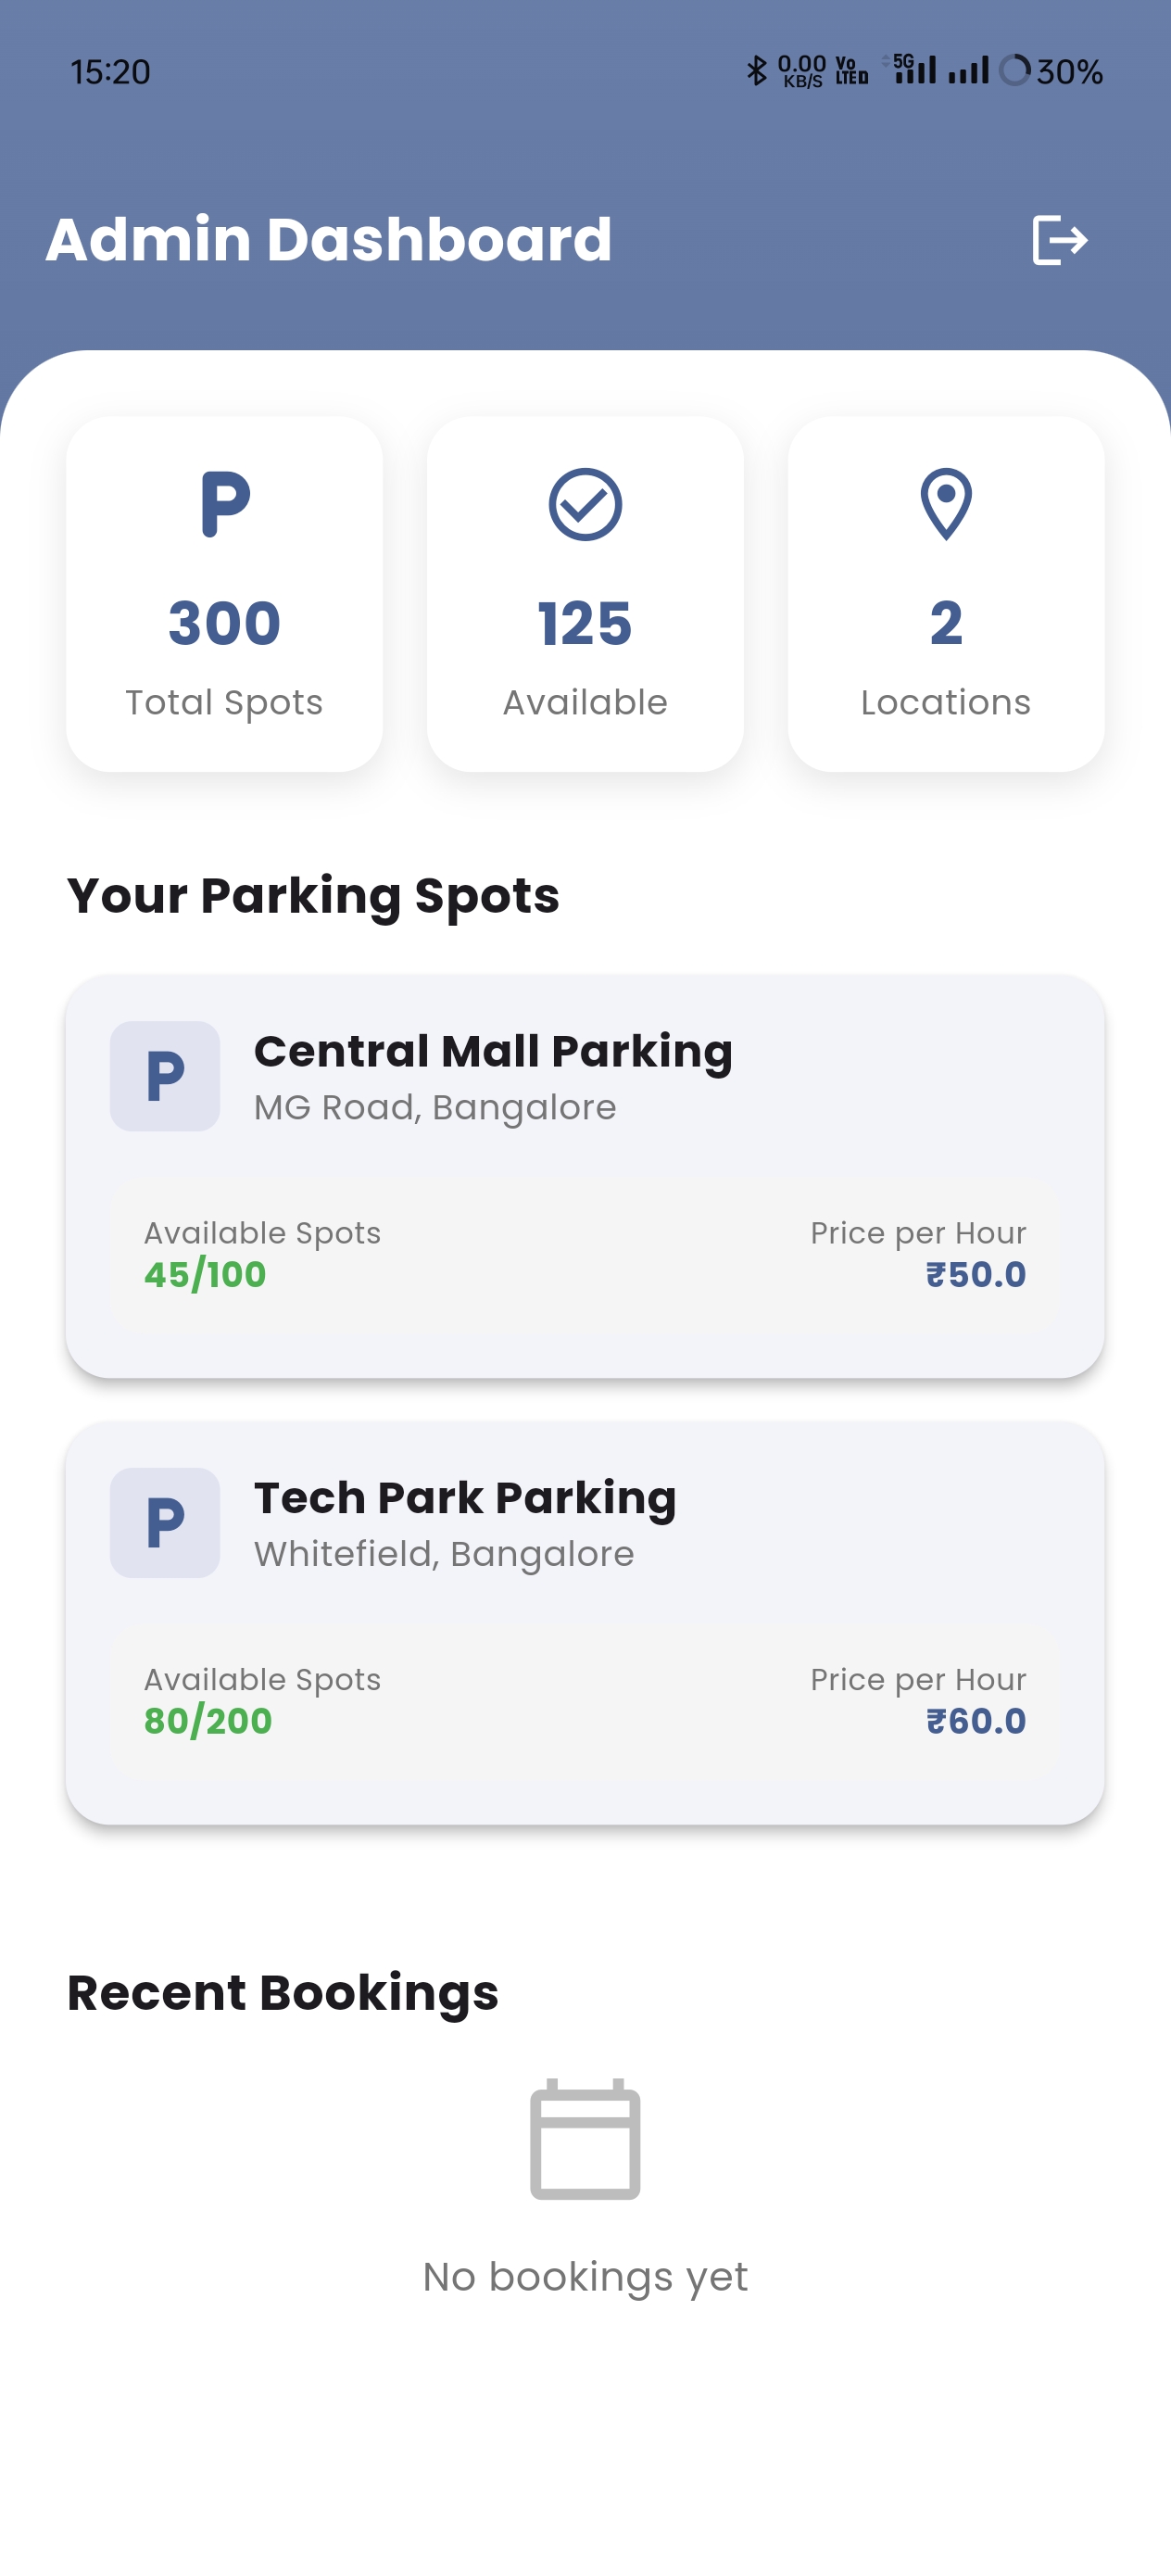 15:20
0.00 KB/S Vo LTED 5G 30%
Admin Dashboard
P
300
Total Spots
125
Available
2
Locations
Your Parking Spots
P
Central Mall Parking
MG Road, Bangalore
Available Spots
45/100
Price per Hour
₹50.0
P
Tech Park Parking
Whitefield, Bangalore
Available Spots
80/200
Price per Hour
₹60.0
Recent Bookings
No bookings yet